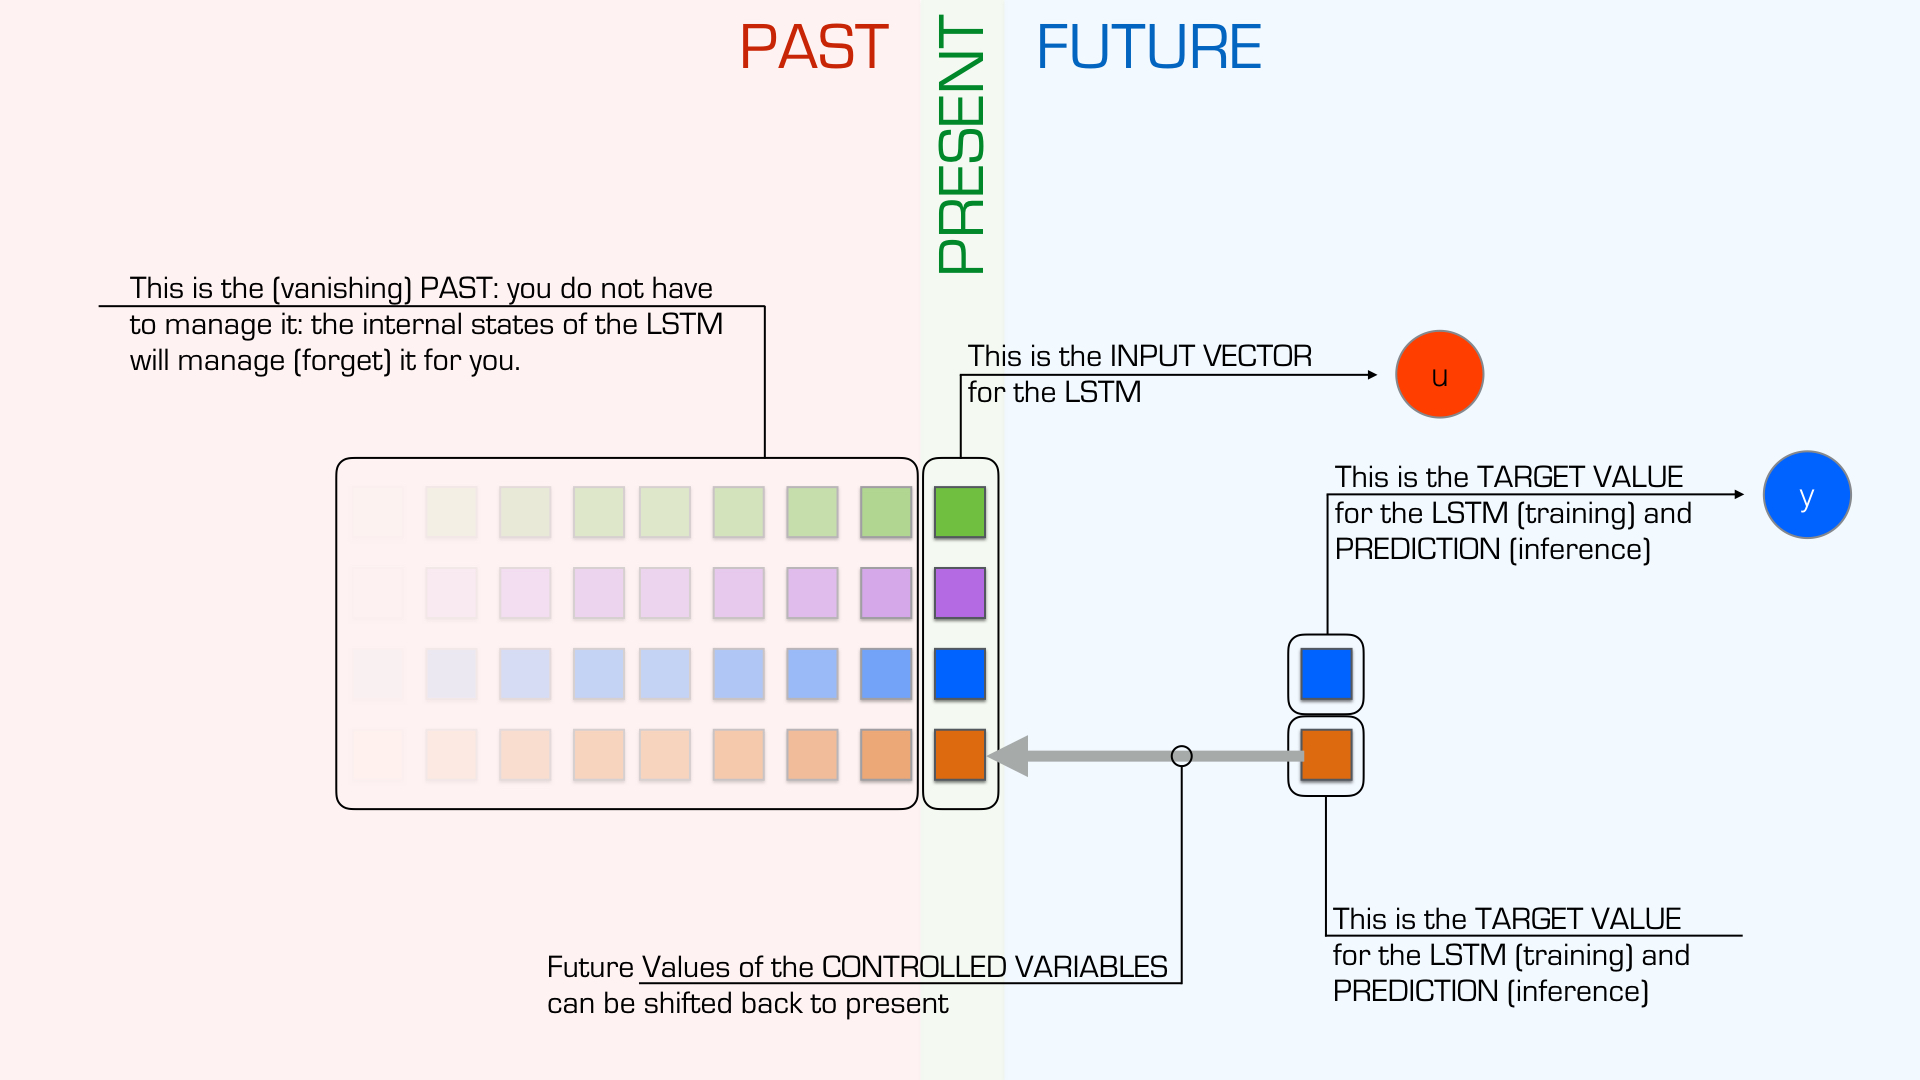 PAST
PRESENT
FUTURE
This is the (vanishing) PAST: you do not have
to manage it: the internal states of the LSTM
will manage (forget) it for you.
This is the INPUT VECTOR
for the LSTM
u
This is the TARGET VALUE
for the LSTM (training) and
PREDICTION (inference)
y
Future Values of the CONTROLLED VARIABLES
can be shifted back to present
This is the TARGET VALUE
for the LSTM (training) and
PREDICTION (inference)